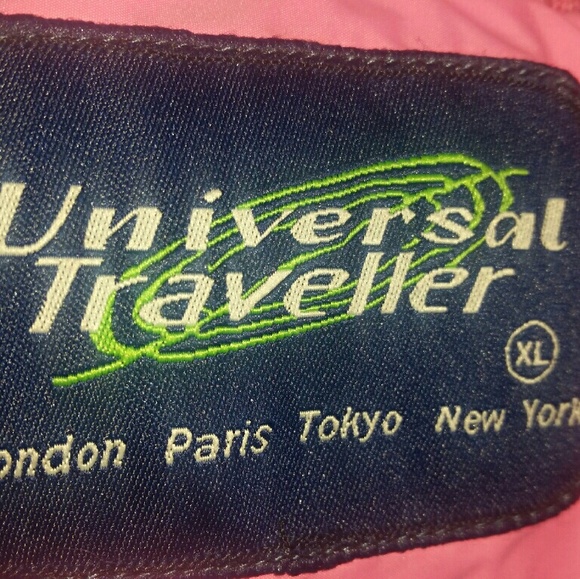 Universal
Traveller
XL
ondon Paris Tokyo New York